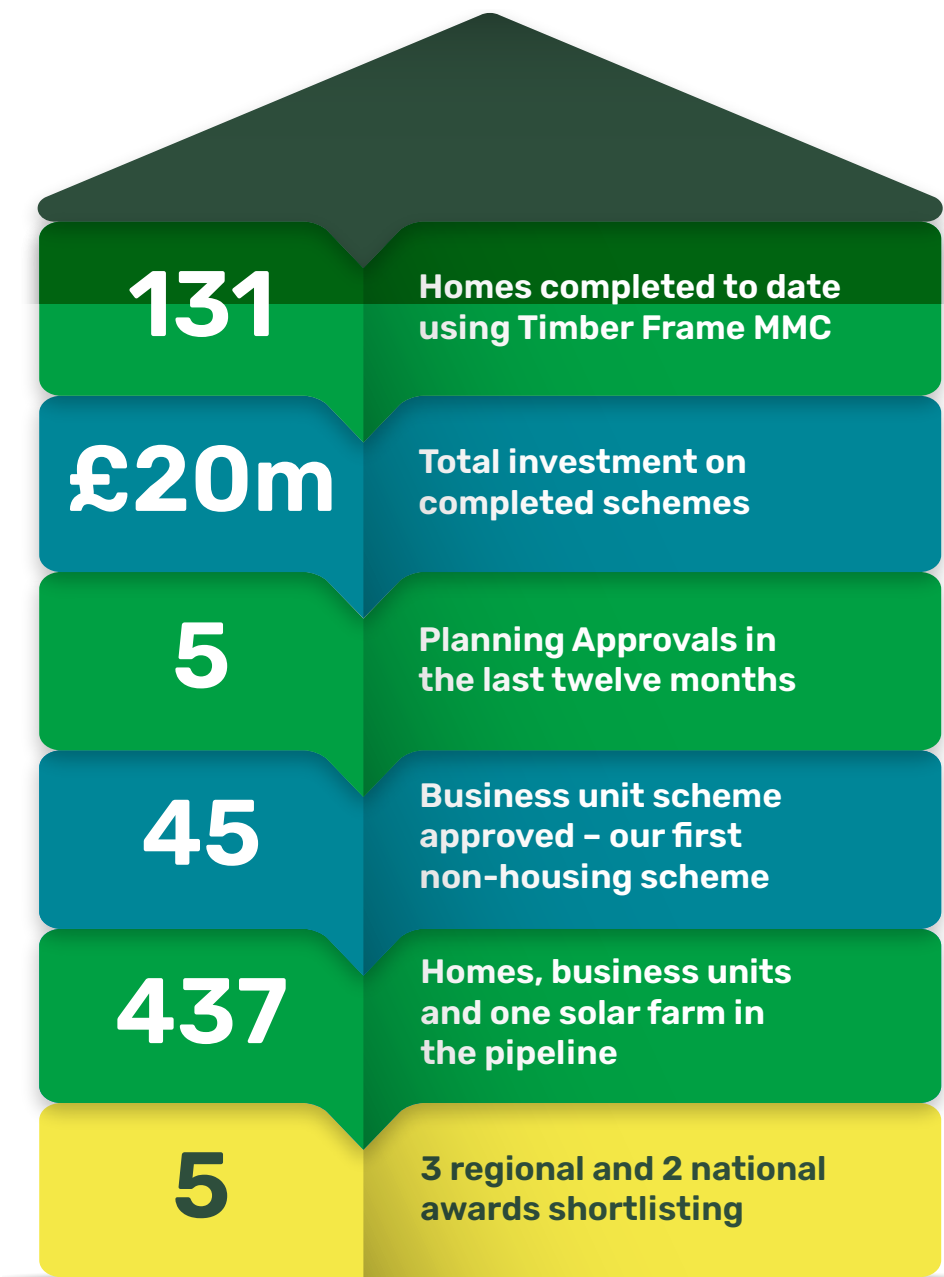 131
Homes completed to date
using Timber Frame MMC
£20m
Total investment on
completed schemes
5
Planning Approvals in
the last twelve months
45
Business unit scheme
approved – our first
non-housing scheme
437
Homes, business units
and one solar farm in
the pipeline
5
3 regional and 2 national
awards shortlisting